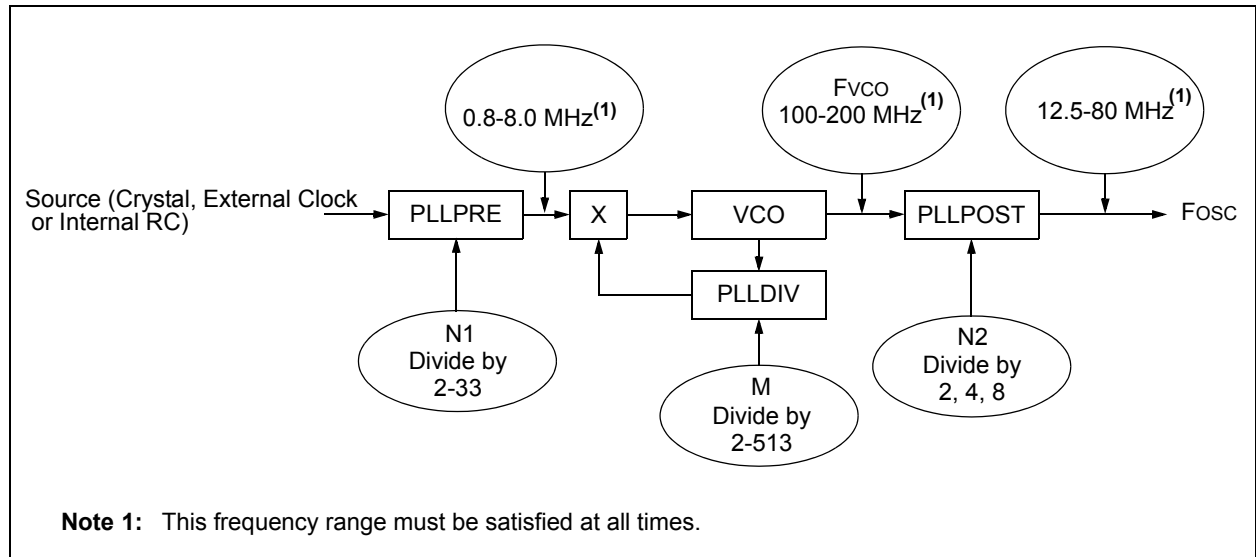 0.8-8.0 MHz(1)
FVCO
100-200 MHz(1)
12.5-80 MHz(1)
Source (Crystal, External Clock
or Internal RC)
PLLPRE
X
VCO
PLLPOST
FOSC
PLLDIV
N1
Divide by
2-33
M
Divide by
2-513
N2
Divide by
2, 4, 8
Note 1: This frequency range must be satisfied at all times.